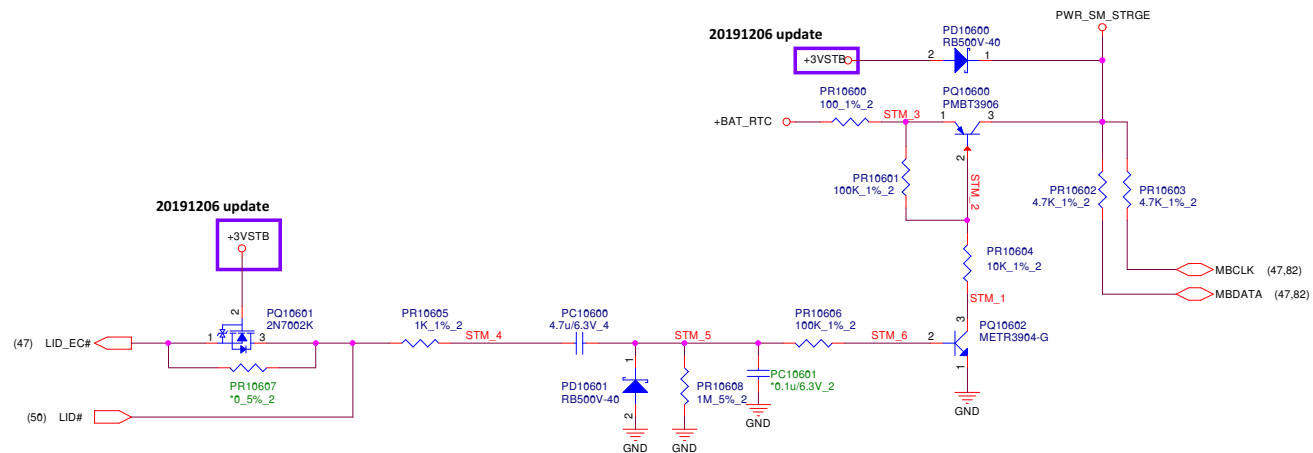 PWR_SM_STRGE
20191206 update
PD10600
RB500V-40
+3VSTB
2
1
PR10600
100_1%_2
PQ10600
PMBT3906
+BAT_RTC
STM_3
1
3
2
PR10601
100K_1%_2
STM_2
PR10602
4.7K_1%_2
PR10603
4.7K_1%_2
20191206 update
+3VSTB
PR10604
10K_1%_2
MBCLK (47,82)
MBDATA (47,82)
STM_1
2
PQ10601
2N7002K
1
3
PR10605
1K_1%_2
STM_4
PC10600
4.7u/6.3V_4
STM_5
PR10606
100K_1%_2
STM_6
3
2
PQ10602
METR3904-G
1
(47) LID_EC#
PR10607
*0_5%_2
1
PD10601
RB500V-40
2
PR10608
1M_5%_2
PC10601
*0.1u/6.3V_2
GND
(50) LID#
GND
GND
GND